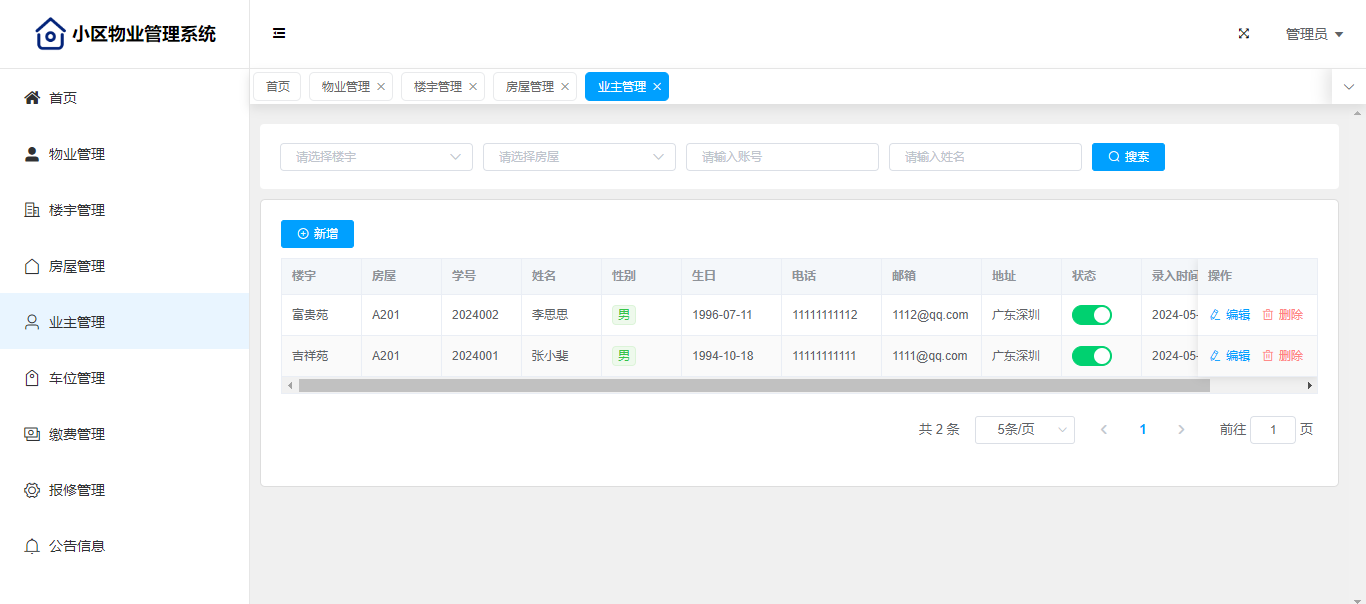 小区物业管理系统
管理员
首页
物业管理
楼宇管理
房屋管理
业主管理
车位管理
缴费管理
报修管理
公告信息
首页 物业管理 楼宇管理 房屋管理 业主管理
请选择楼宇 请选择房屋 请输入账号 请输入姓名 搜索
新增
楼宇 房屋 学号 姓名 性别 生日 电话 邮箱 地址 状态 录入时间 操作
富贵苑 A201 2024002 李思思 男 1996-07-11 11111111112 1112@qq.com 广东深圳 2024-05- 编辑 删除
吉祥苑 A201 2024001 张小斐 男 1994-10-18 11111111111 1111@qq.com 广东深圳 2024-05- 编辑 删除
共 2 条 5条/页 1 前往 1 页